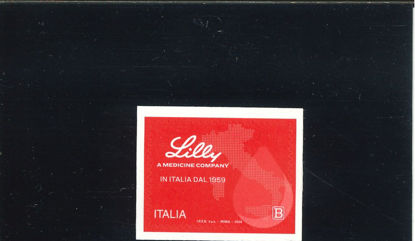 Lilly
A MEDICINE COMPANY
IN ITALIA DAL 1959
ITALIA
B